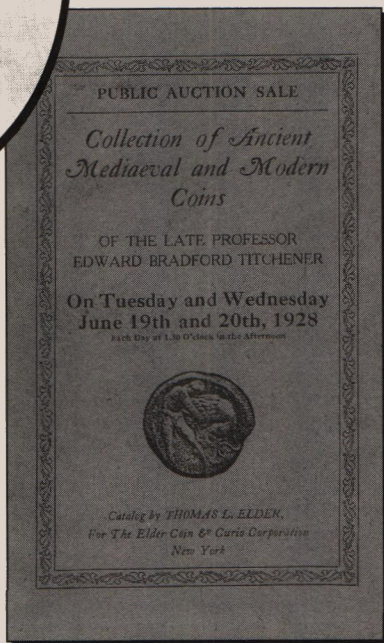 PUBLIC AUCTION SALE
Collection of Ancient
Mediaeval and Modern
Coins
OF THE LATE PROFESSOR
EDWARD BRADFORD TITCHENER
On Tuesday and Wednesday
June 19th and 20th, 1928
Each Day at 1.30 O'clock in the Afternoon
Catalog by THOMAS L. ELDER,
For The Elder Coin & Curio Corporation
New York